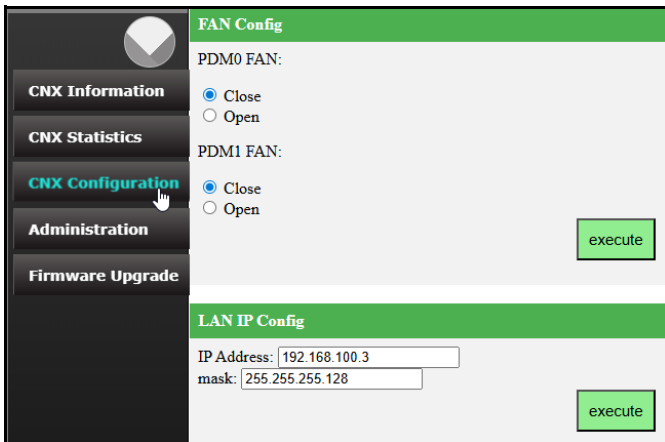 CNX Information
CNX Statistics
CNX Configuration
Administration
Firmware Upgrade
FAN Config
PDM0 FAN:
Close
Open
PDM1 FAN:
Close
Open
execute
LAN IP Config
IP Address: 192.168.100.3
mask: 255.255.255.128
execute